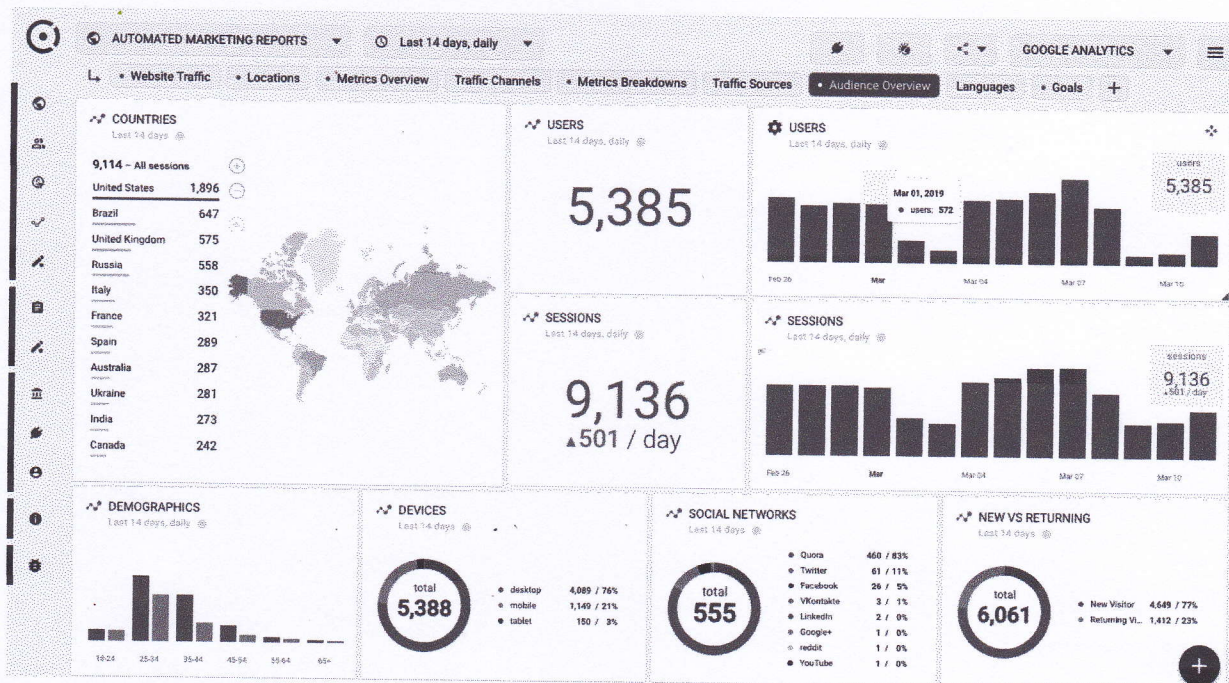 AUTOMATED MARKETING REPORTS
Last 14 days, daily
GOOGLE ANALYTICS
Website Traffic
Locations
Metrics Overview
Traffic Channels
Metrics Breakdowns
Traffic Sources
Audience Overview
Languages
Goals
COUNTRIES
Last 14 days
9,114 - All sessions
United States 1,896
Brazil 647
United Kingdom 575
Russia 558
Italy 350
France 321
Spain 289
Australia 287
Ukraine 281
India 273
Canada 242
USERS
Last 14 days, daily
5,385
USERS
Last 14 days, daily
users
5,385
Mar 01, 2019
users: 572
Feb 26
Mar
Mar 04
Mar 07
Mar 10
SESSIONS
Last 14 days, daily
9,136
▲501 / day
SESSIONS
Last 14 days, daily
sessions
9,136
▲501 / day
Feb 26
Mar
Mar 04
Mar 07
Mar 10
DEMOGRAPHICS
Last 14 days, daily
18-24
25-34
35-44
45-54
55-64
65+
DEVICES
Last 14 days, daily
total
5,388
desktop 4,089 / 76%
mobile 1,149 / 21%
tablet 150 / 3%
SOCIAL NETWORKS
Last 14 days
total
555
Quora 460 / 83%
Twitter 61 / 11%
Facebook 26 / 5%
VKontakte 3 / 1%
LinkedIn 2 / 0%
Google+ 1 / 0%
reddit 1 / 0%
YouTube 1 / 0%
NEW VS RETURNING
Last 14 days
total
6,061
New Visitor 4,649 / 77%
Returning Vi... 1,412 / 23%